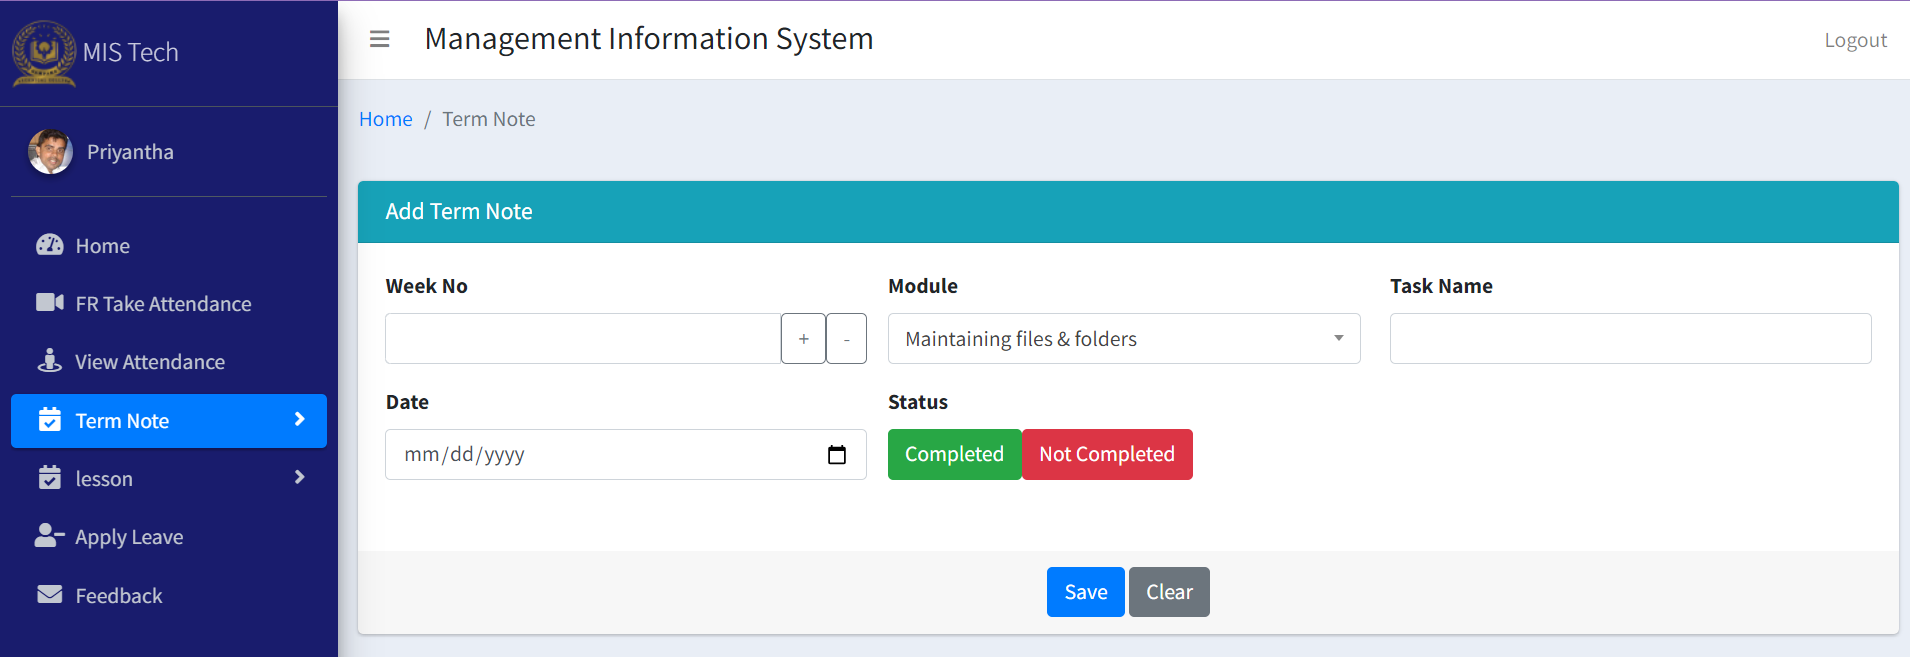 MIS Tech
Priyantha
Home
FR Take Attendance
View Attendance
Term Note
lesson
Apply Leave
Feedback
Management Information System
Logout
Home / Term Note
Add Term Note
Week No
+ -
Module
Maintaining files & folders
Task Name
Date
mm/dd/yyyy
Status
Completed Not Completed
Save Clear